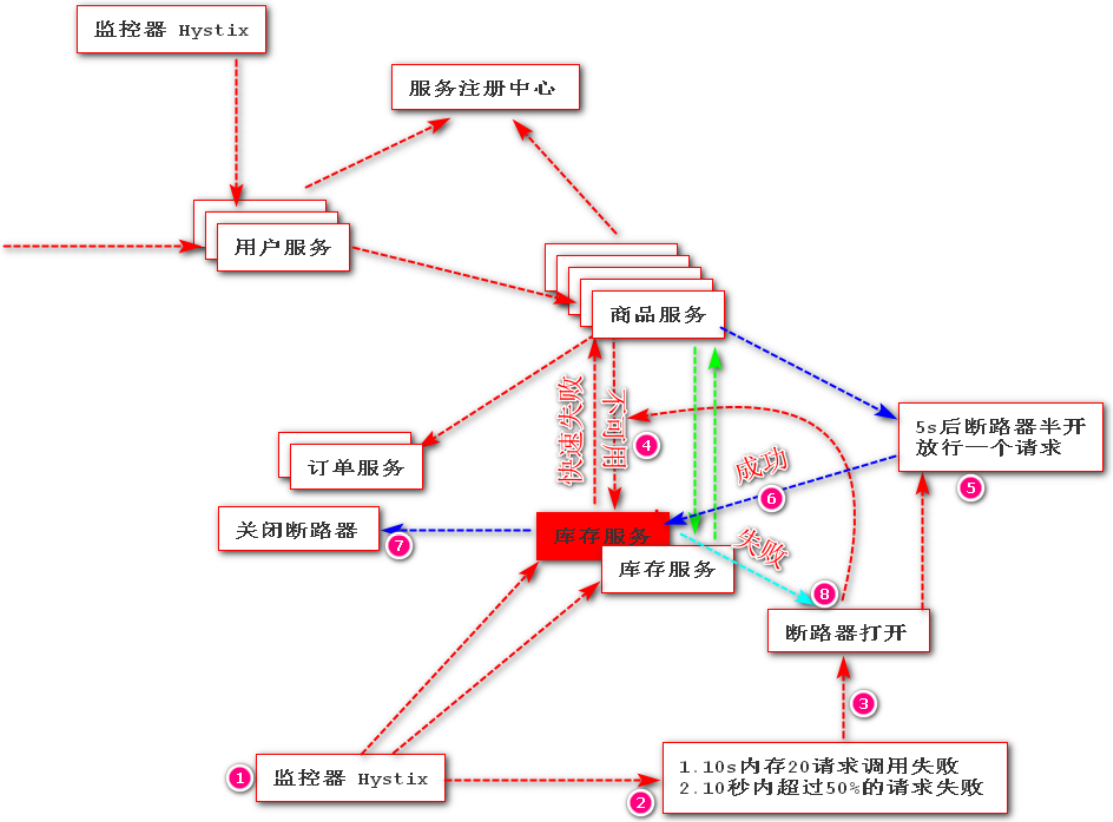 监控器 Hystix
服务注册中心
用户服务
商品服务
快速失败
不可用
4
5s后断路器半开
放行一个请求
5
订单服务
成功
6
关闭断路器
7
库存服务
失败
库存服务
8
断路器打开
3
1
监控器 Hystix
2
1.10s内存20请求调用失败
2.10秒内超过50%的请求失败